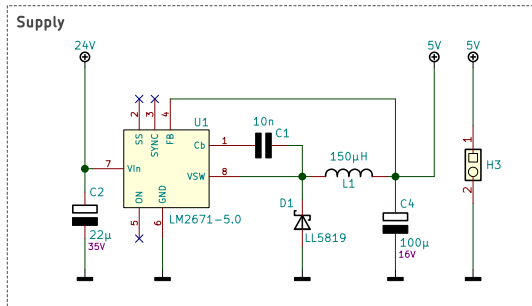 Supply
24V
5V
5V
U1
10n
C1
2
3
4
SS
SYNC
FB
1
Cb
7
VIn
8
VSW
150µH
L1
1
H3
2
ON
GND
5
6
LM2671-5.0
C2
22µ
35V
D1
LL5819
C4
100µ
16V